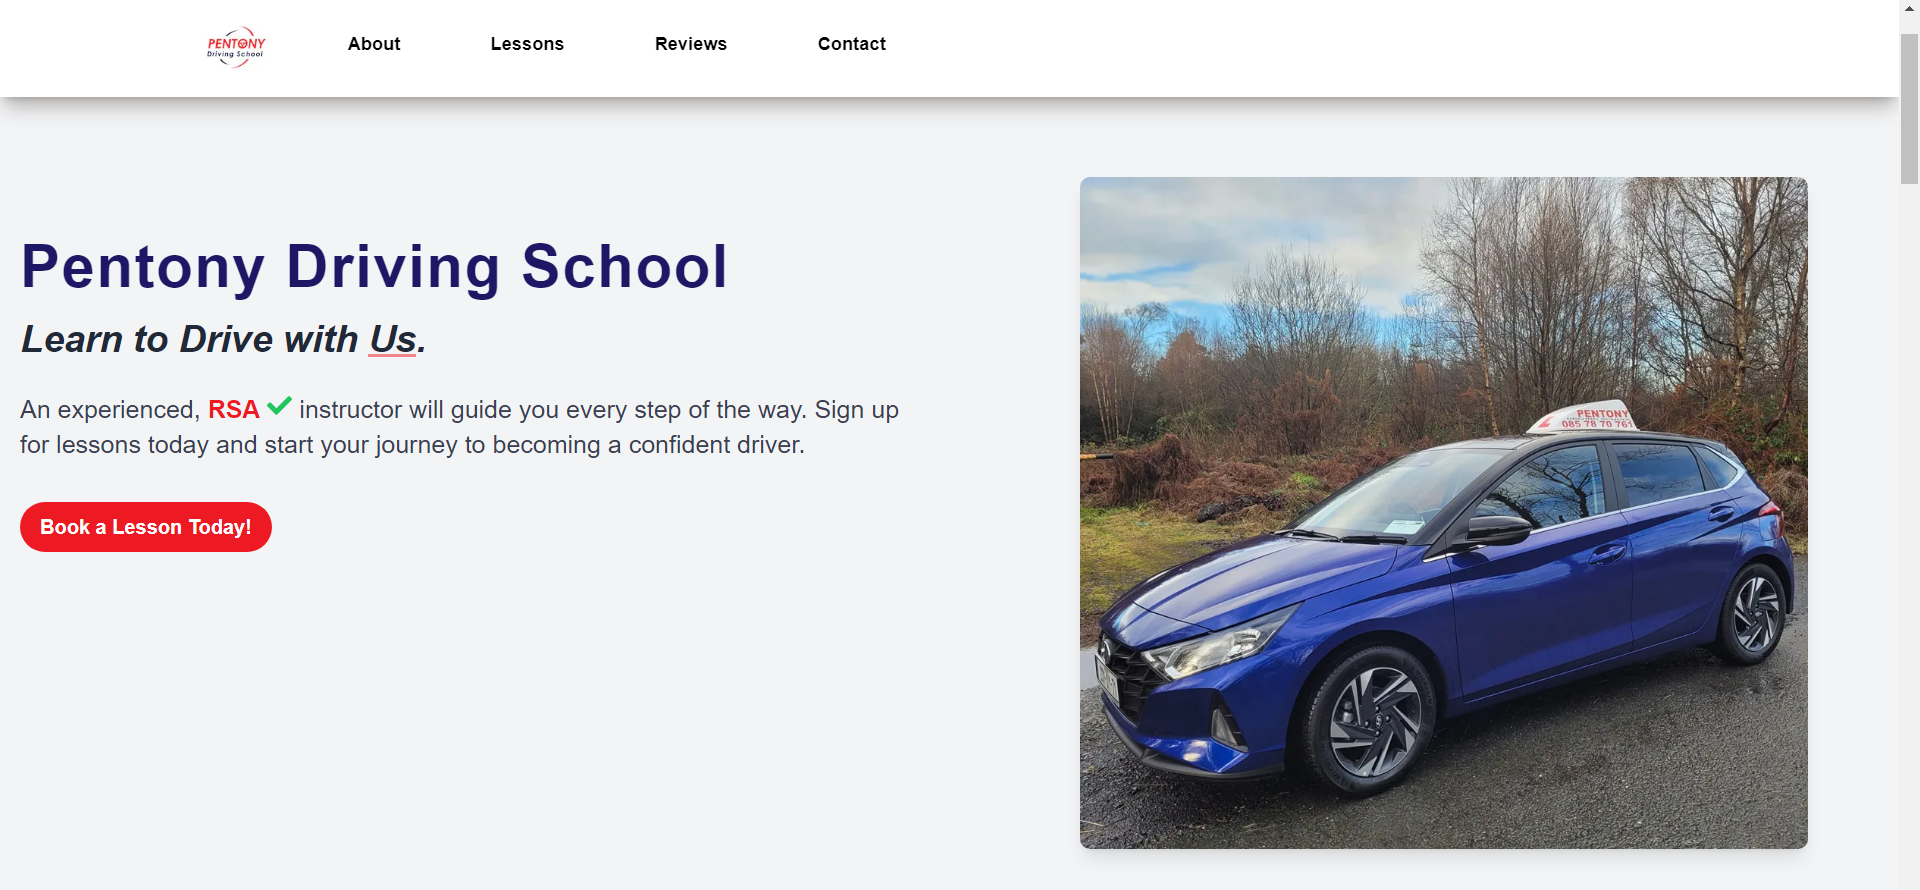 PENTONY
Driving School
About
Lessons
Reviews
Contact
Pentony Driving School
Learn to Drive with Us.
An experienced, RSA ✔ instructor will guide you every step of the way. Sign up
for lessons today and start your journey to becoming a confident driver.
Book a Lesson Today!
PENTONY
DRIVING SCHOOL
085 78 70 761